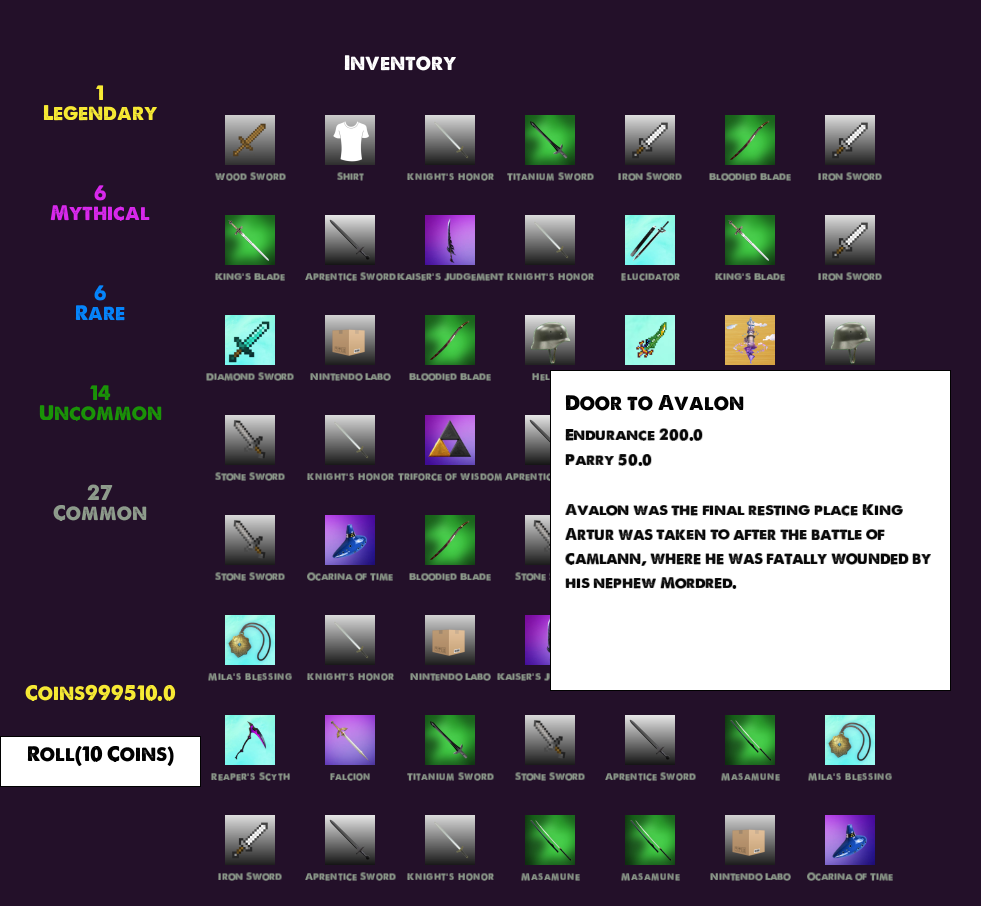 Inventory
1
Legendary
6
Mythical
6
Rare
14
Uncommon
27
Common
Coins999510.0
Roll(10 Coins)
Wood Sword Shirt Knight's Honor Titanium Sword Iron Sword Bloodied Blade Iron Sword
King's Blade Aprentice Sword Kaiser's Judgement Knight's Honor Elucidator King's Blade Iron Sword
Diamond Sword Nintendo Labo Bloodied Blade Hel
Stone Sword Knight's Honor Triforce of Wisdom Aprentic
Stone Sword Ocarina of Time Bloodied Blade Stone
Mila's Blessing Knight's Honor Nintendo Labo Kaiser's J
Door to Avalon
Endurance 200.0
Parry 50.0
Avalon was the final resting place King
Artur was taken to after the battle of
Camlann, where he was fatally wounded by
his nephew Mordred.
Reaper's Scyth Falcion Titanium Sword Stone Sword Aprentice Sword Masamune Mila's Blessing
Iron Sword Aprentice Sword Knight's Honor Masamune Masamune Nintendo Labo Ocarina of Time